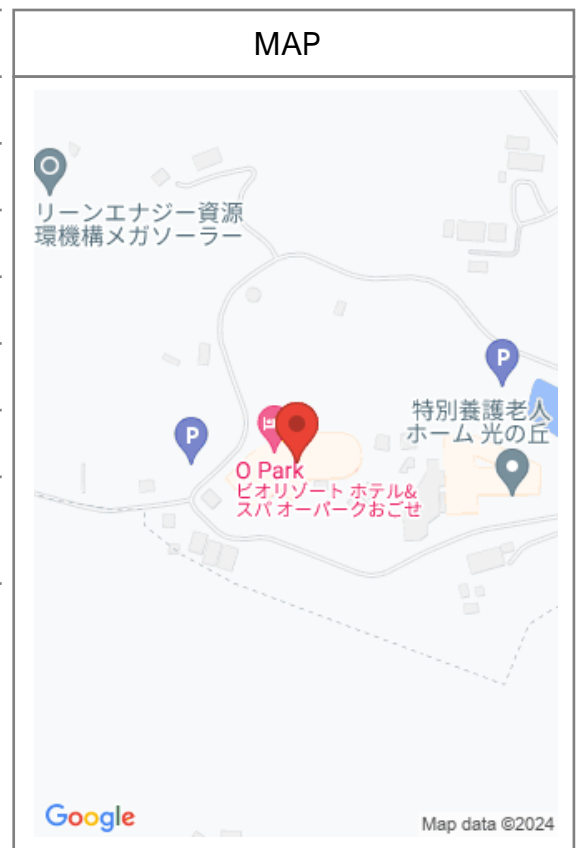 MAP
リーンエナジー資源
環機構メガソーラー
P
特別養護老人
ホーム 光の丘
P
O Park
ビオリゾート ホテル&
スパ オーパークおごせ
Google
Map data ©2024